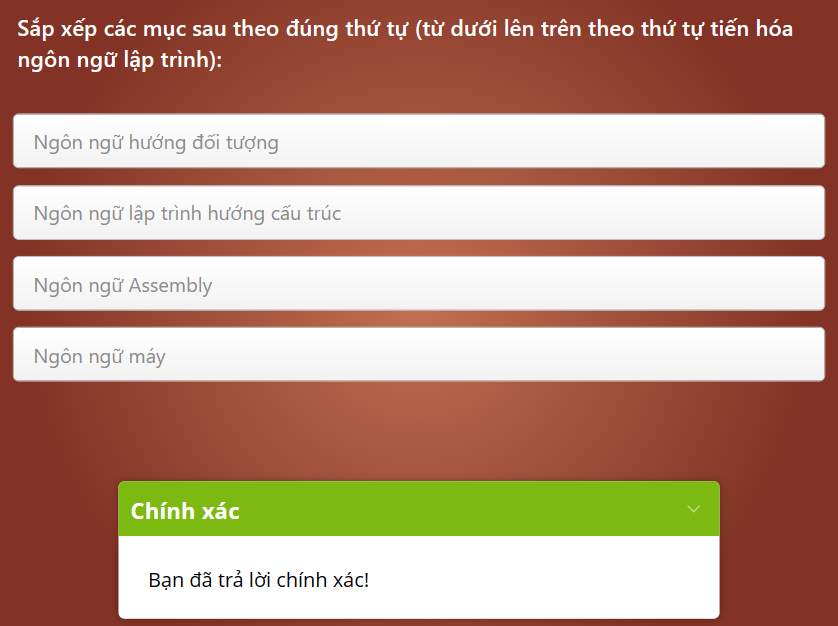 Sắp xếp các mục sau theo đúng thứ tự (từ dưới lên trên theo thứ tự tiến hóa
ngôn ngữ lập trình):
Ngôn ngữ hướng đối tượng
Ngôn ngữ lập trình hướng cấu trúc
Ngôn ngữ Assembly
Ngôn ngữ máy
Chính xác
Bạn đã trả lời chính xác!